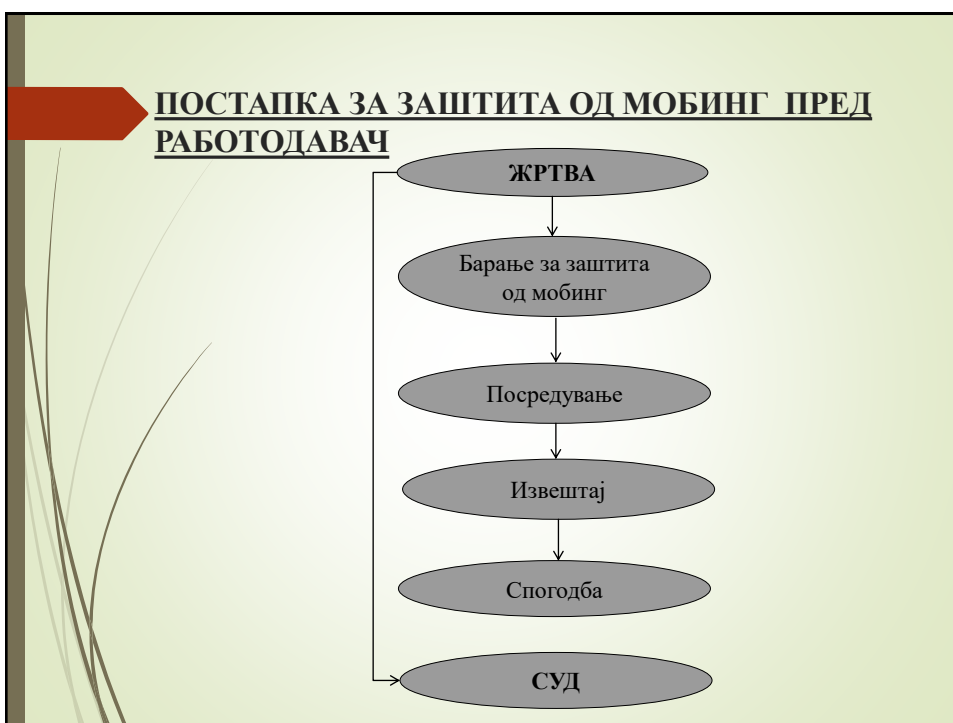 ПОСТАПКА ЗА ЗАШТИТА ОД МОБИНГ ПРЕД
РАБОТОДАВАЧ
ЖРТВА
Барање за заштита
од мобинг
Посредување
Извештај
Спогодба
СУД